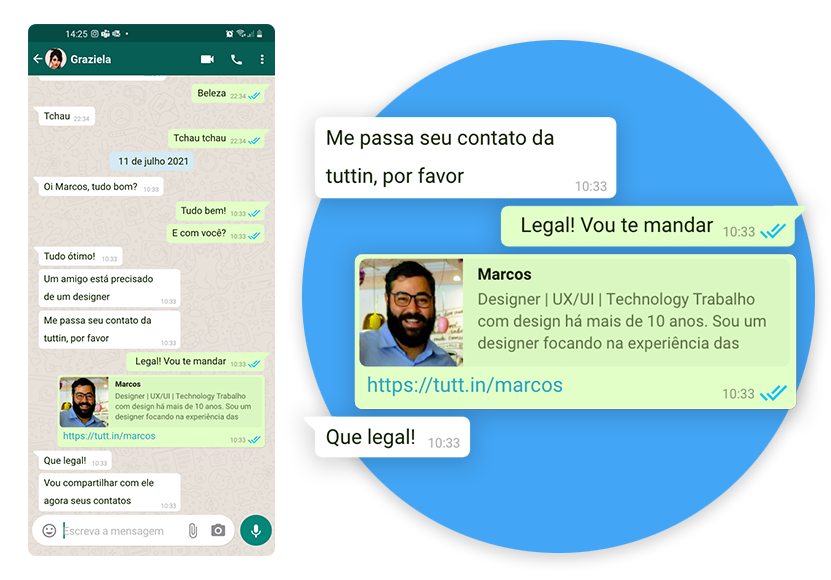 14:25
Graziela
Beleza 22:34
Tchau 22:34
Tchau tchau 22:34
11 de julho 2021
Oi Marcos, tudo bom? 10:33
Tudo bem! 10:33
E com você? 10:33
Tudo ótimo! 10:33
Um amigo está precisado
de um designer 10:33
Me passa seu contato da
tuttin, por favor 10:33
Legal! Vou te mandar 10:33
Marcos
Designer | UX/UI | Technology Trabalho
com design há mais de 10 anos. Sou um
designer focando na experiência das
https://tutt.in/marcos 10:33
Que legal! 10:33
Vou compartilhar com ele
agora seus contatos 10:33
Escreva a mensagem
Me passa seu contato da
tuttin, por favor
10:33
Legal! Vou te mandar 10:33
Marcos
Designer | UX/UI | Technology Trabalho
com design há mais de 10 anos. Sou um
designer focando na experiência das
https://tutt.in/marcos
10:33
Que legal! 10:33